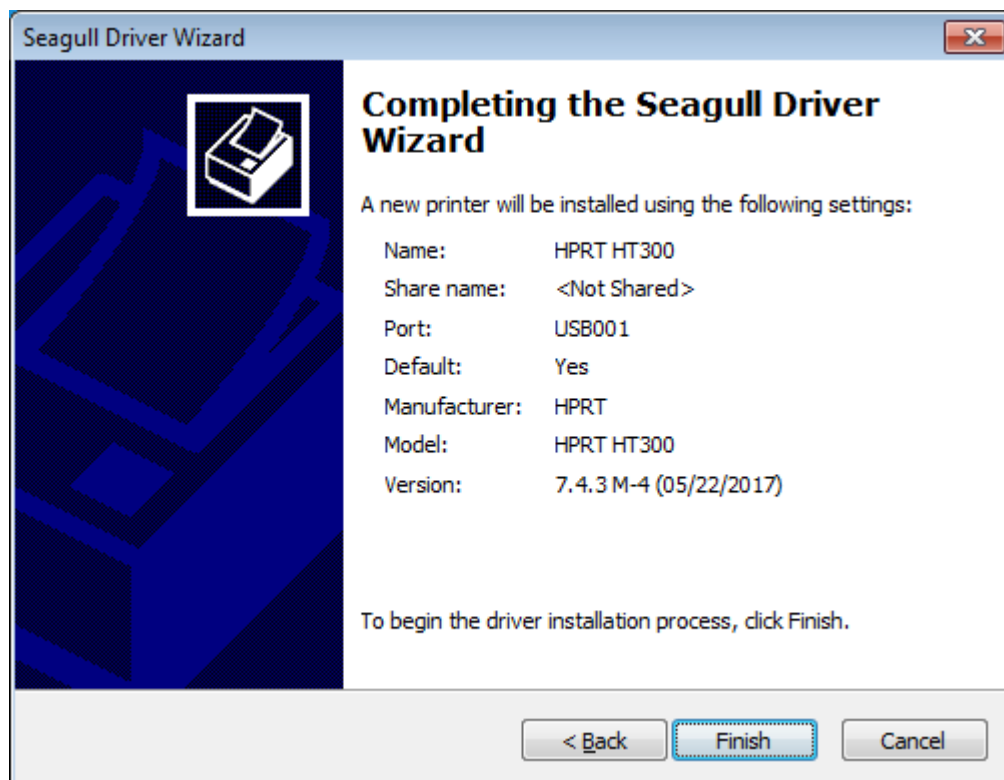 Seagull Driver Wizard
Completing the Seagull Driver
Wizard
A new printer will be installed using the following settings:
Name: HPRT HT300
Share name: <Not Shared>
Port: USB001
Default: Yes
Manufacturer: HPRT
Model: HPRT HT300
Version: 7.4.3 M-4 (05/22/2017)
To begin the driver installation process, click Finish.
< Back Finish Cancel